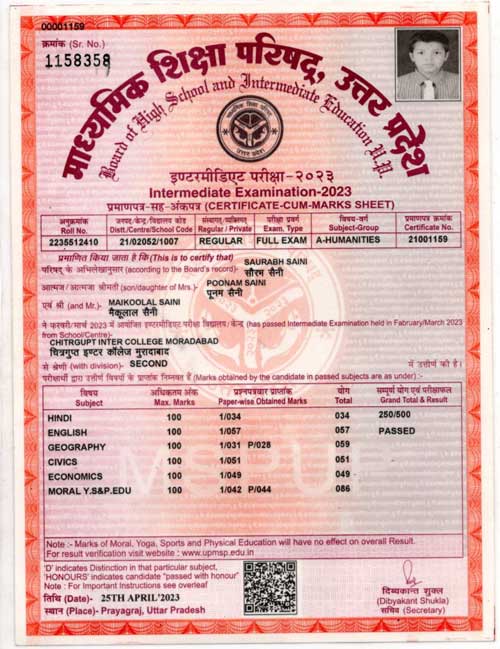 00001159
क्रमांक (Sr. No.)
1158358
माध्यमिक शिक्षा परिषद्, उत्तर प्रदेश
Board of High School and Intermediate Education U.P.
इण्टरमीडिएट परीक्षा-२०२३
Intermediate Examination-2023
प्रमाणपत्र-सह-अंकपत्र (CERTIFICATE-CUM-MARKS SHEET)
अनुक्रमांक जनपद/केन्द्र/विद्यालय कोड संस्थागत/व्यक्तिगत परीक्षा प्रवर्ग विषय-वर्ग प्रमाणपत्र क्रमांक
Roll No. Distt./Centre/School Code Regular / Private Exam. Type Subject-Group Certificate No.
2235512410 21/02052/1007 REGULAR FULL EXAM A-HUMANITIES 21001159
प्रमाणित किया जाता है कि (This is to certify that) SAURABH SAINI
परिषद् के अभिलेखानुसार (according to the Board's record)- सौरभ सैनी
आत्मज/आत्मजा श्रीमती (son/daughter of Mrs.) POONAM SAINI
पूनम सैनी
एवं श्री (and Mr.)- MAIKOOLAL SAINI
मैकूलाल सैनी
ने फरवरी/मार्च 2023 में आयोजित इण्टरमीडिएट परीक्षा विद्यालय/केन्द्र (has passed Intermediate Examination held in Fabruary/March 2023
from School/Centre)-
CHITRGUPT INTER COLLEGE MORADABAD
चित्रगुप्त इण्टर कॉलेज मुरादाबाद
से श्रेणी (with division)- SECOND में उत्तीर्ण की है।
परीक्षार्थी द्वारा उत्तीर्ण विषयों के प्राप्तांक निम्नवत हैं (Marks obtained by the candidate in passed subjects are as under) :-
विषय अधिकतम अंक प्रश्नपत्रवार प्राप्तांक योग सम्पूर्ण योग एवं परीक्षाफल
Subject Max. Marks Paper-wise Obtained Marks Total Grand Total & Result
HINDI 100 1/034 034 250/500
ENGLISH 100 1/057 057 PASSED
GEOGRAPHY 100 1/031 P/028 059
CIVICS 100 1/051 051
ECONOMICS 100 1/049 049
MORAL Y.S&P.EDU 100 1/042 P/044 086
MSPUP
Note :- Marks of Moral, Yoga, Sports and Physical Education will have no effect on overall Result.
For result verification visit website : www.upmsp.edu.in
'D' indicates Distinction in that particular subject,
'HONOURS' indicates candidate "passed with honour"
Note : For Important Instructions see overleaf
तिथि (Date)- 25TH APRIL'2023
स्थान (Place)- Prayagraj, Uttar Pradesh
दिव्यकान्त शुक्ल
(Dibyakant Shukla)
सचिव (Secretary)